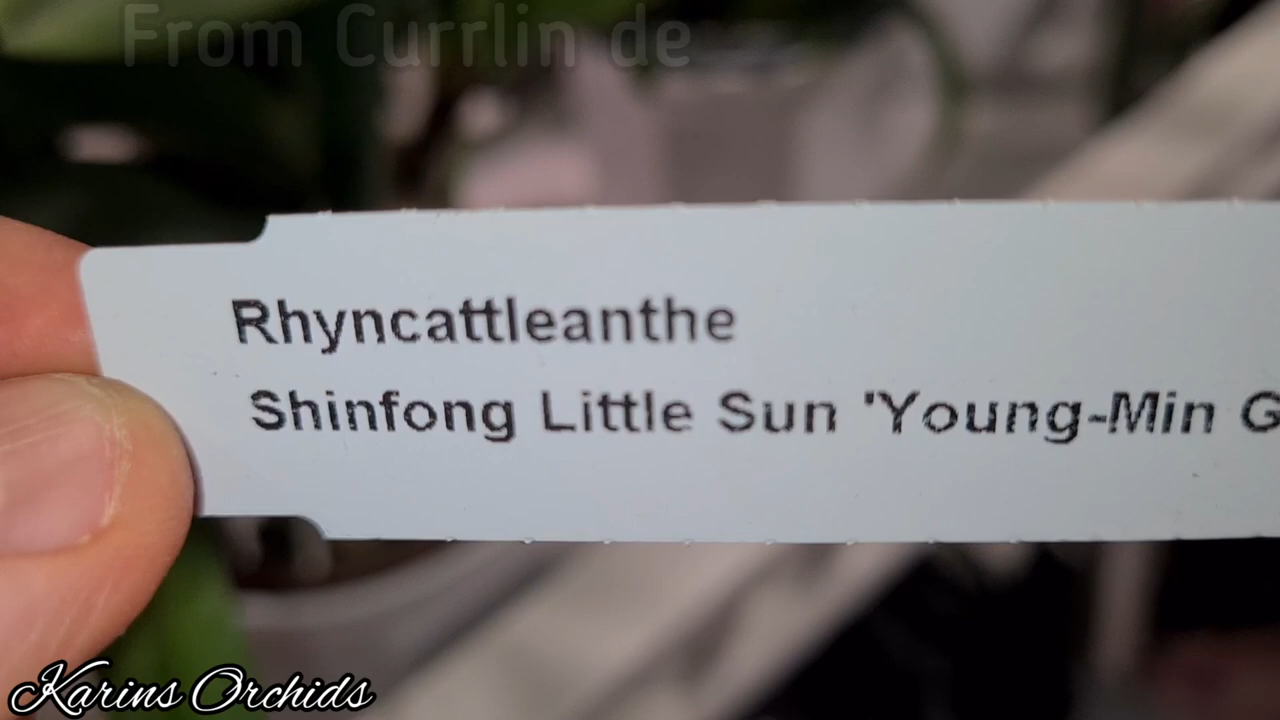 From Currlin de
Rhyncattleanthe
Shinfong Little Sun 'Young-Min G
Karins Orchids